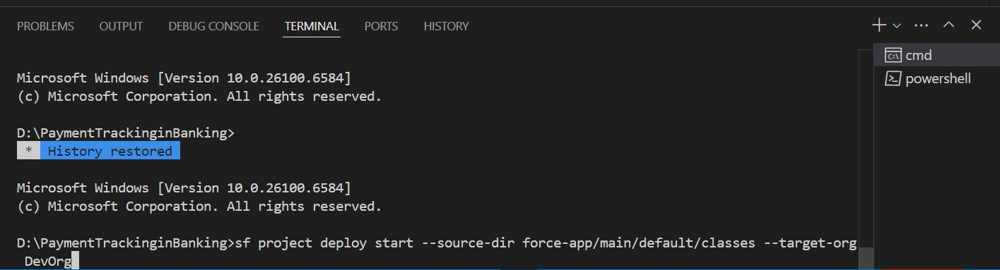 PROBLEMS OUTPUT DEBUG CONSOLE TERMINAL PORTS HISTORY
cmd
powershell
Microsoft Windows [Version 10.0.26100.6584]
(c) Microsoft Corporation. All rights reserved.
D:\PaymentTrackinginBanking>
* History restored
Microsoft Windows [Version 10.0.26100.6584]
(c) Microsoft Corporation. All rights reserved.
D:\PaymentTrackinginBanking>sf project deploy start --source-dir force-app/main/default/classes --target-org
DevOrg